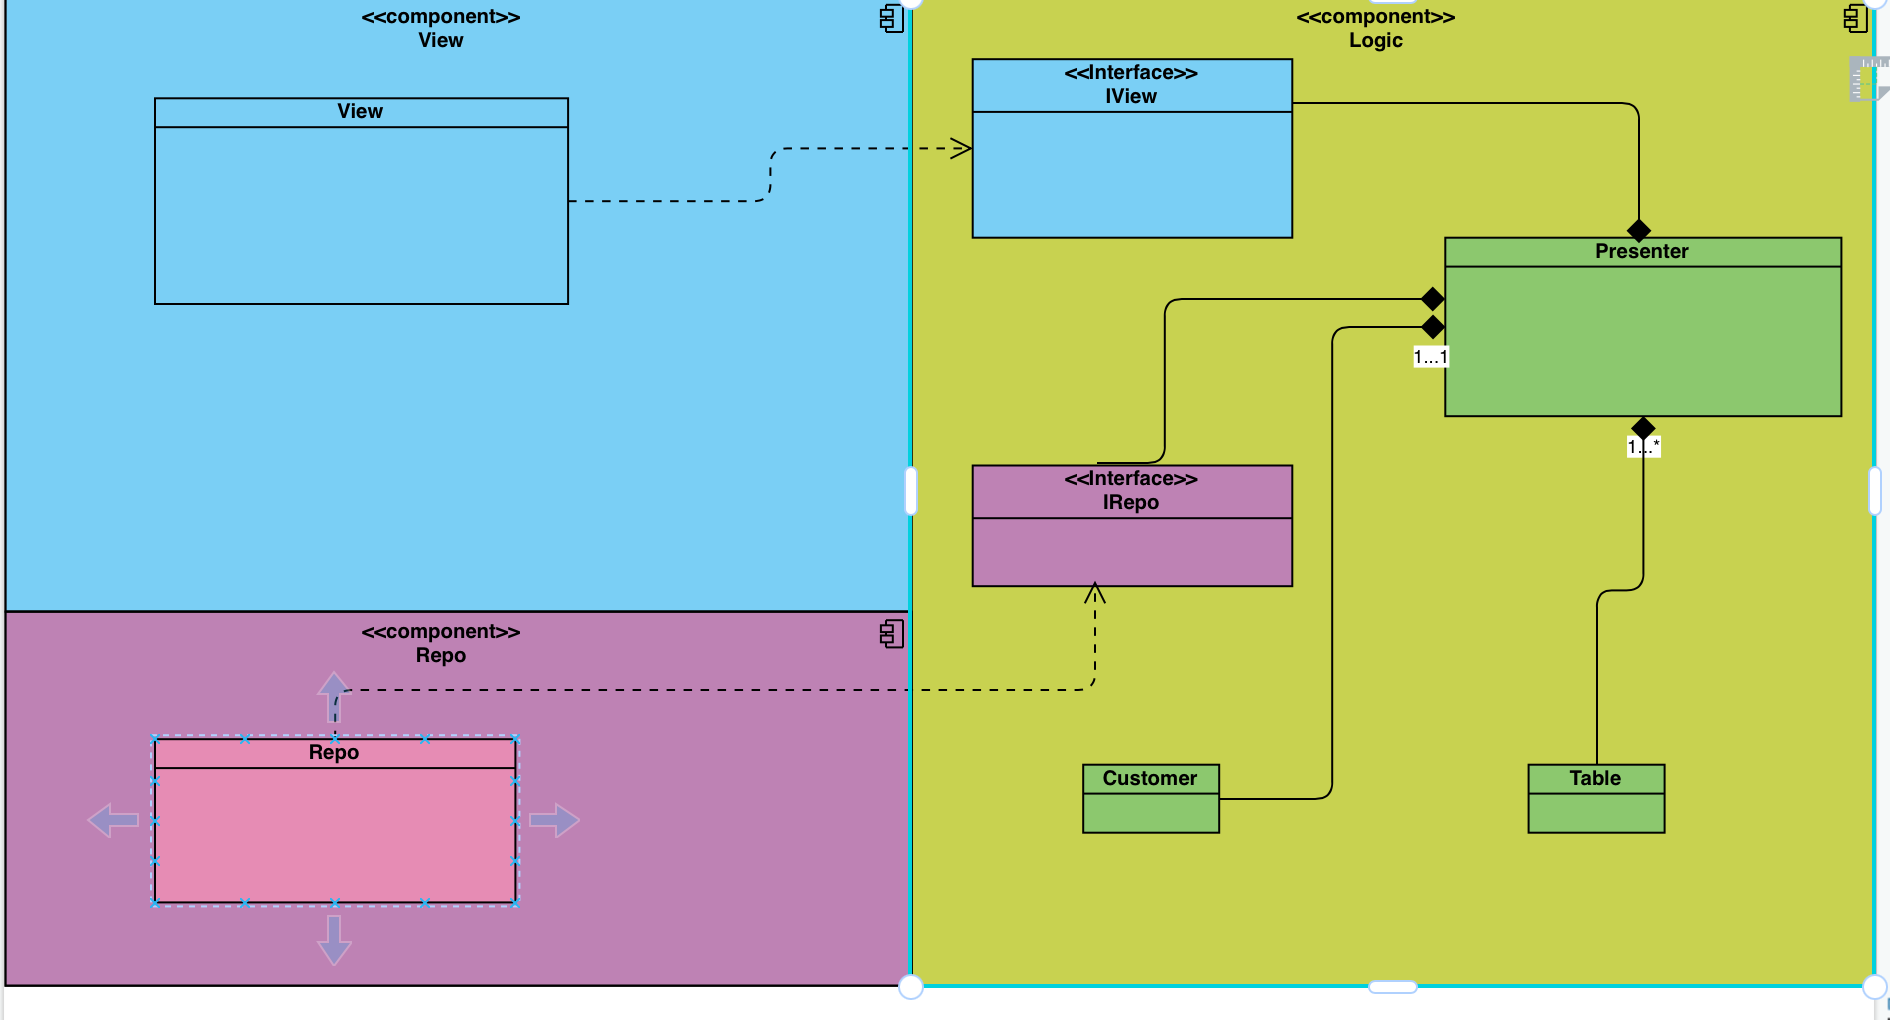 <<component>>
View
View
<<component>>
Logic
<<Interface>>
IView
Presenter
1...1
1...*
<<Interface>>
IRepo
<<component>>
Repo
Repo
Customer
Table